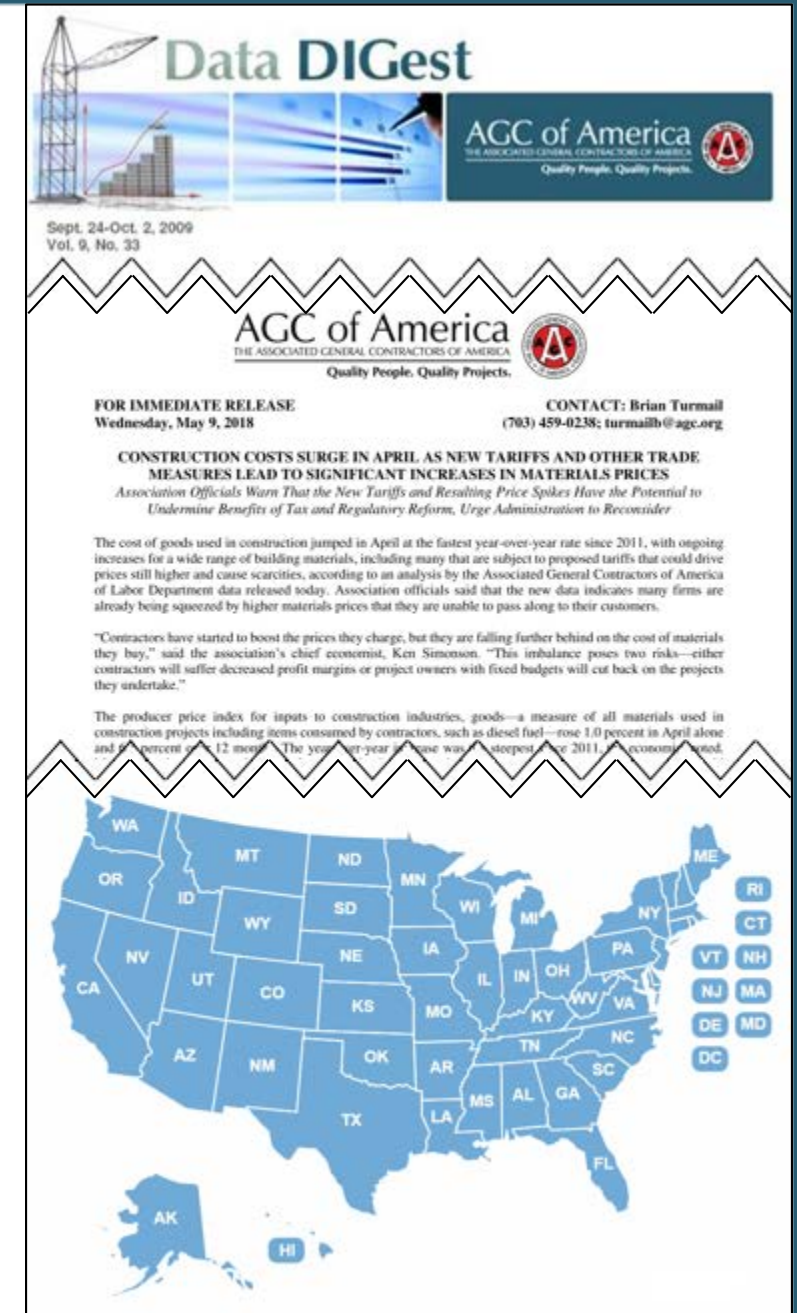 Data DIGest
AGC of America
THE ASSOCIATED GENERAL CONTRACTORS OF AMERICA
Quality People. Quality Projects.
Sept. 24-Oct. 2, 2009
Vol. 9, No. 33
AGC of America
THE ASSOCIATED GENERAL CONTRACTORS OF AMERICA
Quality People. Quality Projects.
FOR IMMEDIATE RELEASE CONTACT: Brian Turmail
Wednesday, May 9, 2018 (703) 459-0238; turmailb@agc.org
CONSTRUCTION COSTS SURGE IN APRIL AS NEW TARIFFS AND OTHER TRADE
MEASURES LEAD TO SIGNIFICANT INCREASES IN MATERIALS PRICES
Association Officials Warn That the New Tariffs and Resulting Price Spikes Have the Potential to
Undermine Benefits of Tax and Regulatory Reform, Urge Administration to Reconsider
The cost of goods used in construction jumped in April at the fastest year-over-year rate since 2011, with ongoing
increases for a wide range of building materials, including many that are subject to proposed tariffs that could drive
prices still higher and cause scarcities, according to an analysis by the Associated General Contractors of America
of Labor Department data released today. Association officials said that the new data indicates many firms are
already being squeezed by higher materials prices that they are unable to pass along to their customers.
“Contractors have started to boost the prices they charge, but they are falling further behind on the cost of materials
they buy,” said the association’s chief economist, Ken Simonson. “This imbalance poses two risks—either
contractors will suffer decreased profit margins or project owners with fixed budgets will cut back on the projects
they undertake.”
The producer price index for inputs to construction industries, goods—a measure of all materials used in
construction projects including items consumed by contractors, such as diesel fuel—rose 1.0 percent in April alone
and percent 12 The was steepest 2011, noted.
WA
MT
ND
MN
ME
OR
ID
SD
WI
MI
NY
RI
WY
CT
NV
NE
IA
PA
VT NH
CA
UT
CO
IL
IN
OH
NJ MA
KS
MO
KY
WV
VA
DE MD
AZ
NM
OK
AR
TN
NC
DC
SC
TX
LA
MS
AL
GA
FL
AK
HI